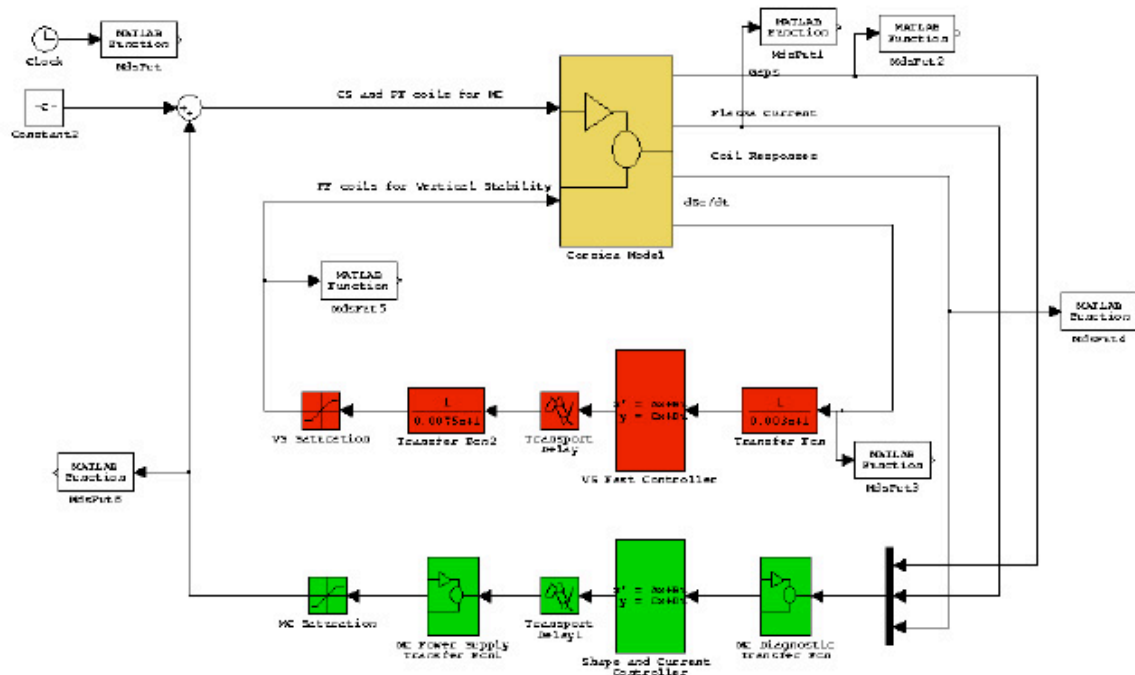 MATLAB
Function
MdsPut
Clock
MATLAB
Function
MdsPut1
MATLAB
Function
MdsPut2
Gaps
-C-
Constant2
CS and PF coils for MC
Plasma Current
Coil Responses
PF coils for Vertical Stability
dSc/dt
Corsica Model
MATLAB
Function
MdsPut5
MATLAB
Function
MdsPut4
VS Saturation
1
0.0075s+1
Transfer Fcn2
Transport
Delay
x' = Ax+Bu
y = Cx+Du
VS Fast Controller
1
0.003s+1
Transfer Fcn
MATLAB
Function
MdsPut3
MATLAB
Function
MC Saturation
MC Power Supply
Transfer Fcn1
Transport
Delay1
x' = Ax+Bu
y = Cx+Du
Shape and Current
Controller
MC Diagnostic
Transfer Fcn